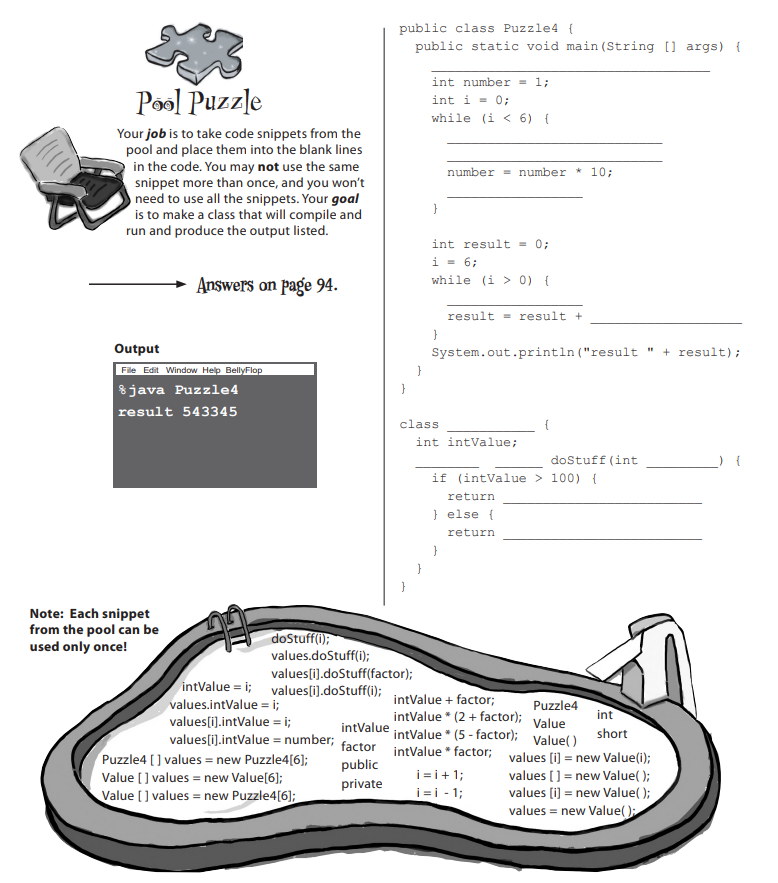 Pool Puzzle
Your job is to take code snippets from the
pool and place them into the blank lines
in the code. You may not use the same
snippet more than once, and you won't
need to use all the snippets. Your goal
is to make a class that will compile and
run and produce the output listed.
Answers on page 94.
Output
File Edit Window Help BellyFlop
%java Puzzle4
result 543345
public class Puzzle4 {
public static void main(String [] args) {
___________________________________
int number = 1;
int i = 0;
while (i < 6) {
___________________________
___________________________
number = number * 10;
_________________
}
int result = 0;
i = 6;
while (i > 0) {
_________________
result = result + ___________________
}
System.out.println("result " + result);
}
}
class ___________ {
int intValue;
________ ______ doStuff(int _________) {
if (intValue > 100) {
return _________________________
} else {
return _________________________
}
}
}
Note: Each snippet
from the pool can be
used only once!
doStuff(i);
values.doStuff(i);
values[i].doStuff(factor);
values[i].doStuff(i);
intValue = i;
values.intValue = i;
values[i].intValue = i;
values[i].intValue = number;
Puzzle4 [ ] values = new Puzzle4[6];
Value [ ] values = new Value[6];
Value [ ] values = new Puzzle4[6];
intValue
factor
public
private
intValue + factor;
intValue * (2 + factor);
intValue * (5 - factor);
intValue * factor;
i = i + 1;
i = i - 1;
Puzzle4
Value
Value( )
int
short
values [i] = new Value(i);
values [ ] = new Value( );
values [i] = new Value( );
values = new Value( );